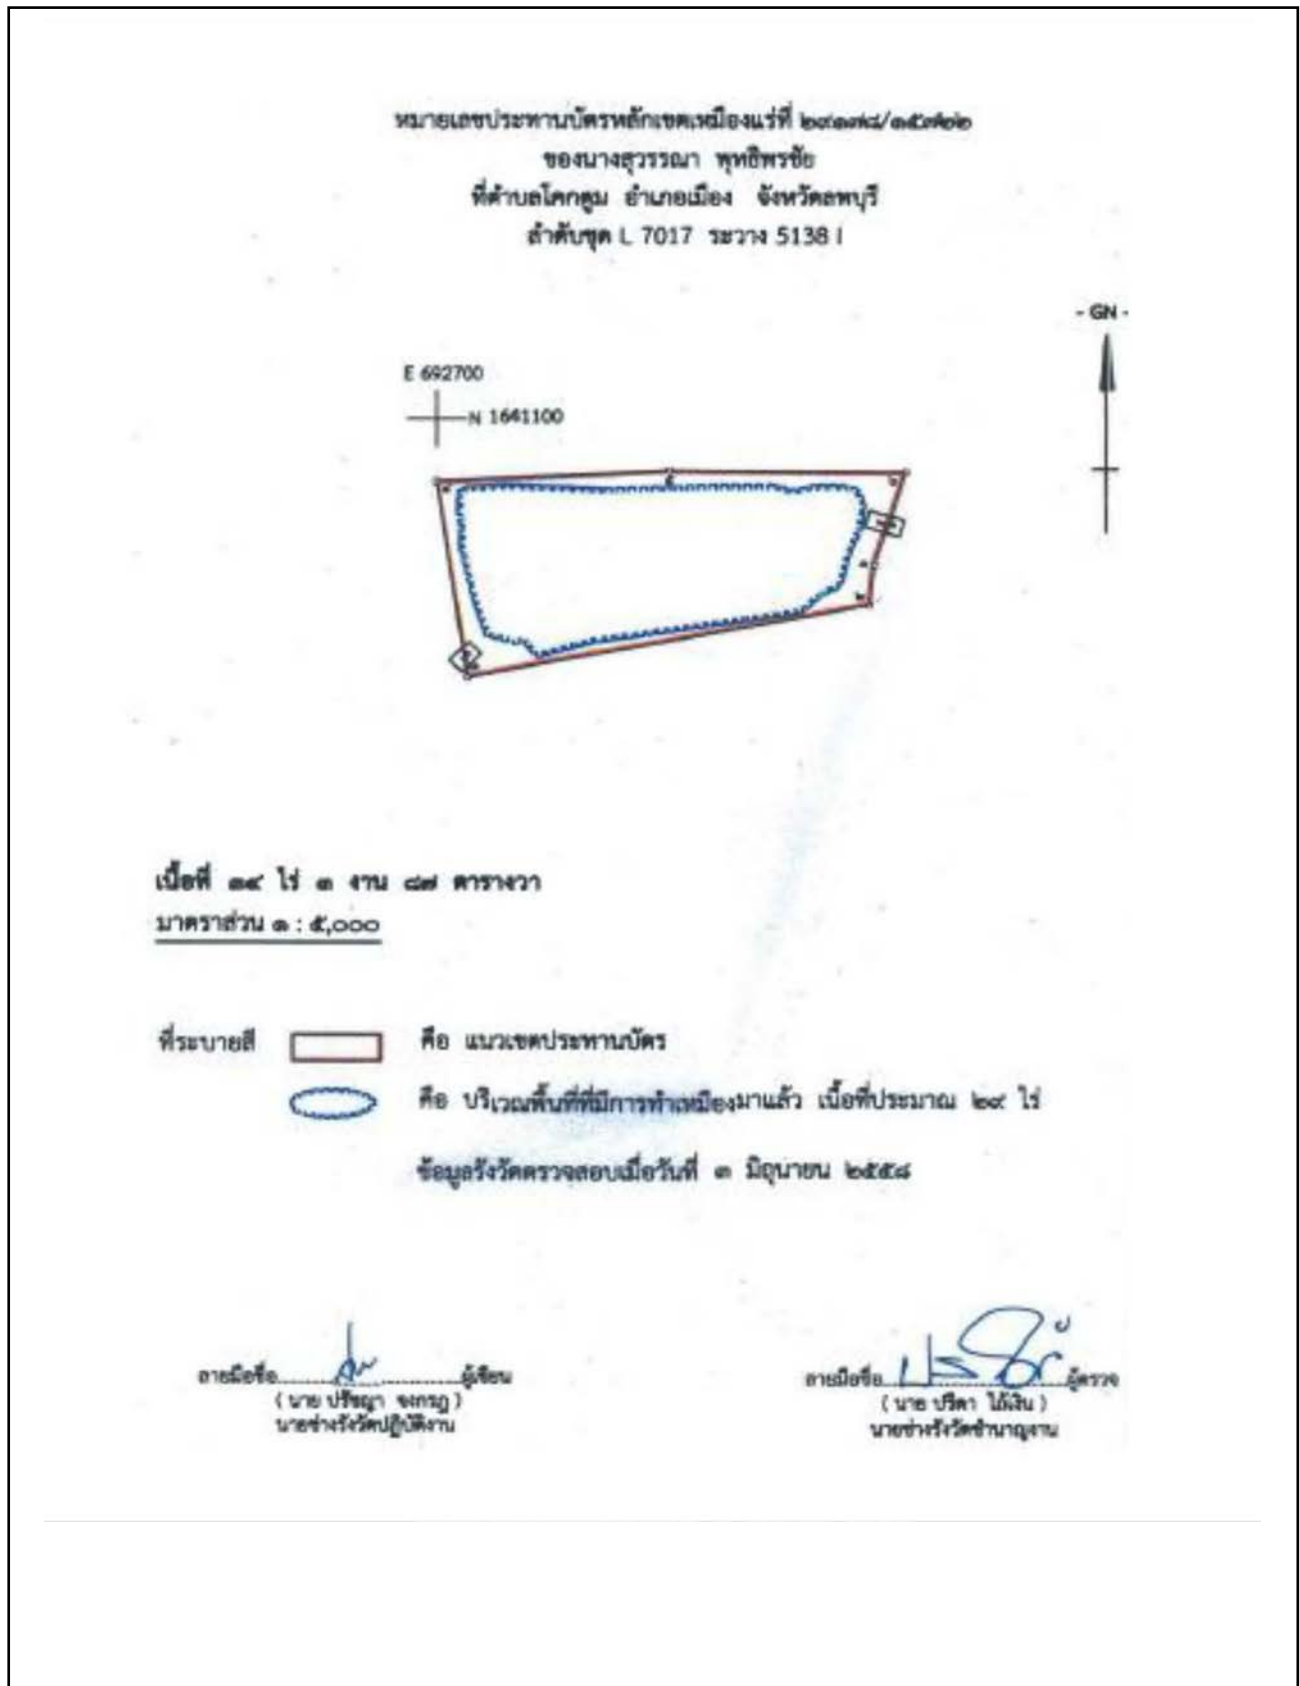 หมายเลขประทานบัตรหลักเขตเหมืองแร่ที่
ของนางสุวรรณา พุทธิพรชัย
ที่ตำบลโคกตูม อำเภอเมือง จังหวัดลพบุรี
ลำดับชุด L 7017 ระวาง 5138 I
- GN -
E 692700
N 1641100
เนื้อที่ ๓๔ ไร่ ๓ งาน ๘๗ ตารางวา
มาตราส่วน ๑ : ๕,๐๐๐
ที่ระบายสี คือ แนวเขตประทานบัตร
คือ บริเวณพื้นที่ที่มีการทำเหมืองมาแล้ว เนื้อที่ประมาณ ๒๙ ไร่
ข้อมูลรังวัดตรวจสอบเมื่อวันที่ ๓ มิถุนายน ๒๕๕๘
ลายมือชื่อ ผู้เขียน
( นาย ปรัชญา จงกรฎ )
นายช่างรังวัดปฏิบัติงาน
ลายมือชื่อ ผู้ตรวจ
( นาย ปรีดา ไอ้เงิน )
นายช่างรังวัดชำนาญงาน